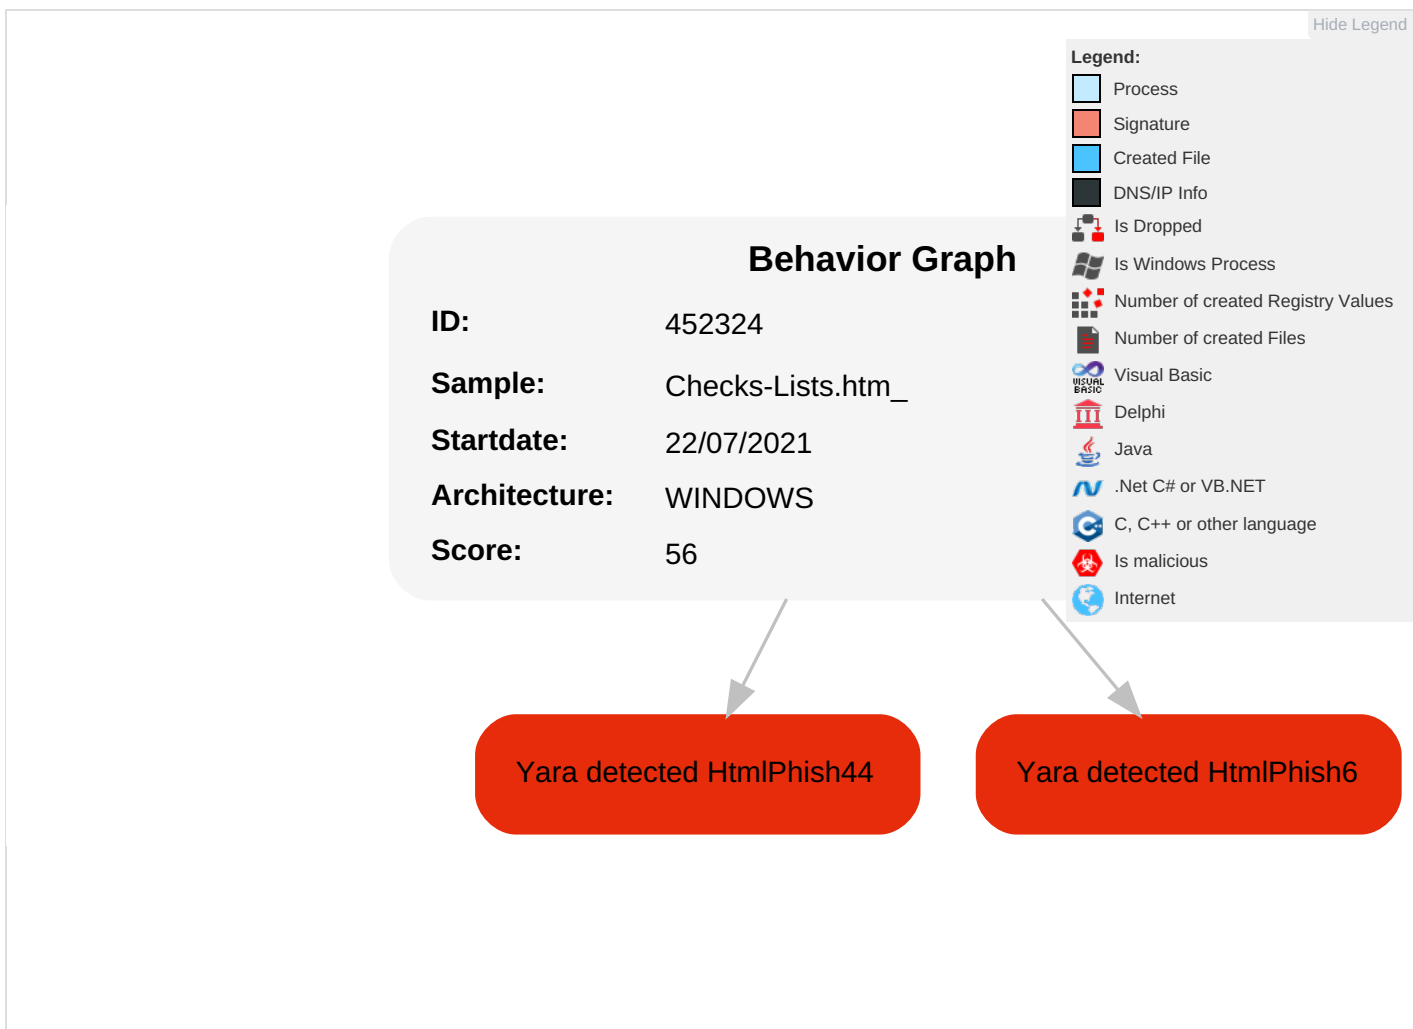 Hide Legend
Legend:
Process
Signature
Created File
DNS/IP Info
Is Dropped
Is Windows Process
Number of created Registry Values
Number of created Files
VISUAL
BASIC
Visual Basic
Delphi
Java
.Net C# or VB.NET
C, C++ or other language
Is malicious
Internet
Behavior Graph
ID: 452324
Sample: Checks-Lists.htm_
Startdate: 22/07/2021
Architecture: WINDOWS
Score: 56
Yara detected HtmlPhish44
Yara detected HtmlPhish6